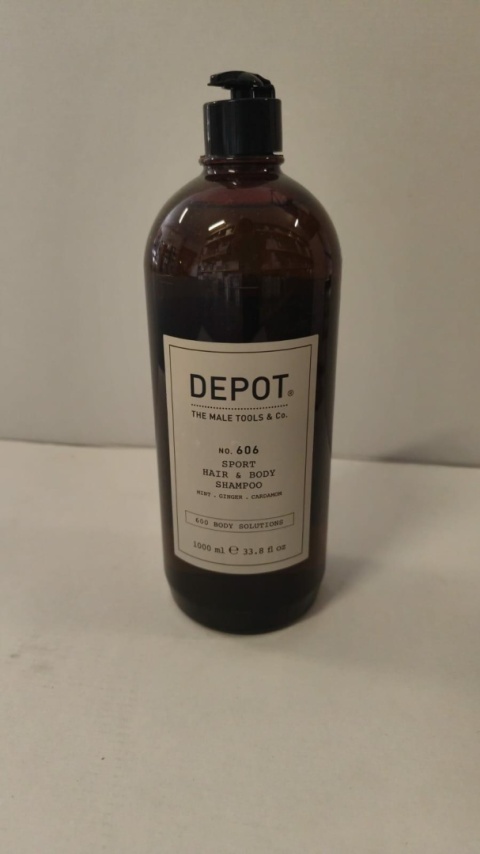 DEPOT®
THE MALE TOOLS & Co.
NO. 606
SPORT
HAIR & BODY
SHAMPOO
MINT . GINGER . CARDAMOM
600 BODY SOLUTIONS
1000 ml ℮ 33.8 fl oz